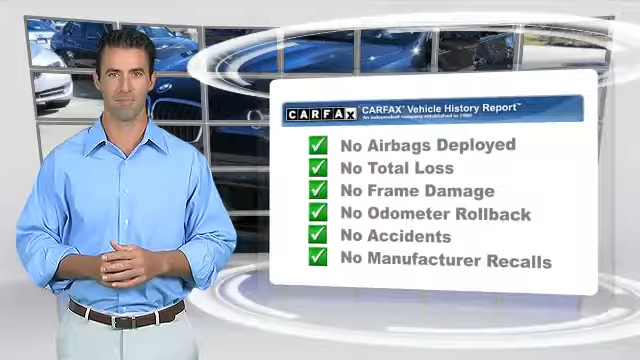 CARFAX CARFAX Vehicle History Report™
An independent company established in 1986
No Airbags Deployed
No Total Loss
No Frame Damage
No Odometer Rollback
No Accidents
No Manufacturer Recalls